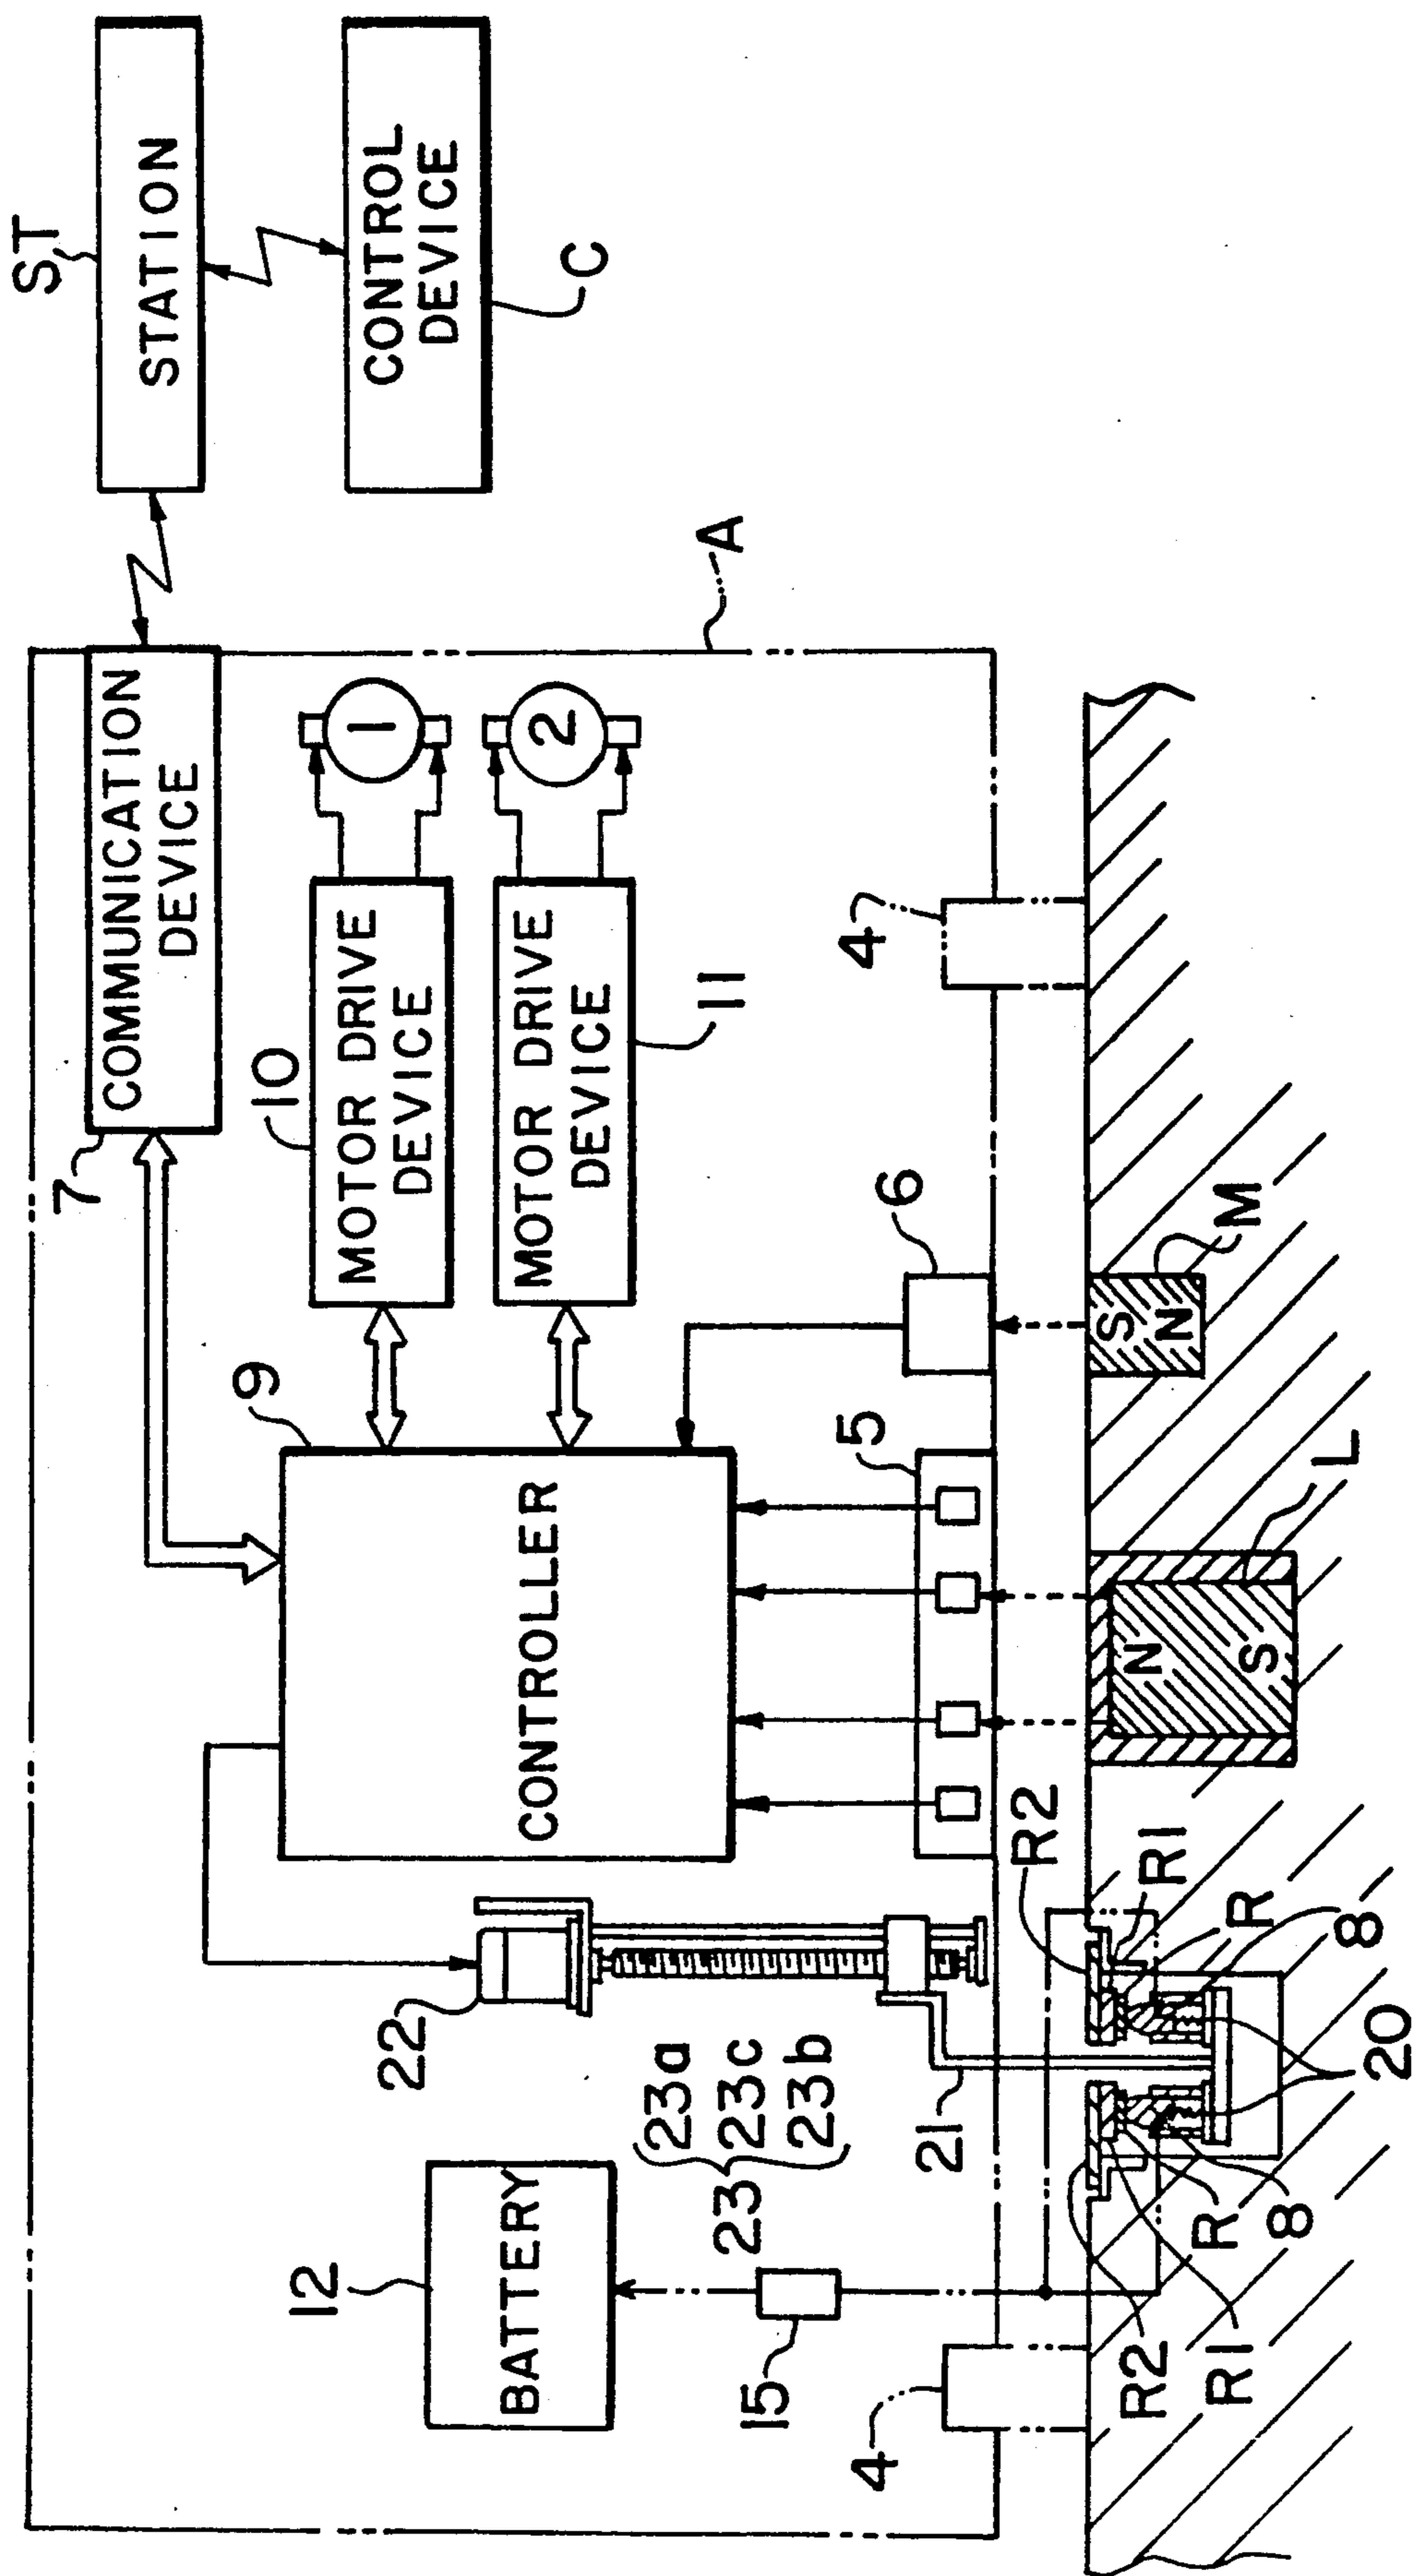 ST
STATION
CONTROL
DEVICE
C
A
COMMUNICATION
DEVICE
7
1
2
10
MOTOR DRIVE
DEVICE
MOTOR DRIVE
DEVICE
11
4
6
M
S
N
9
CONTROLLER
5
L
N
S
22
23a
23c
23b
23
21
R2
R1
R
8
20
12
BATTERY
15
4
R2
R1
R
8